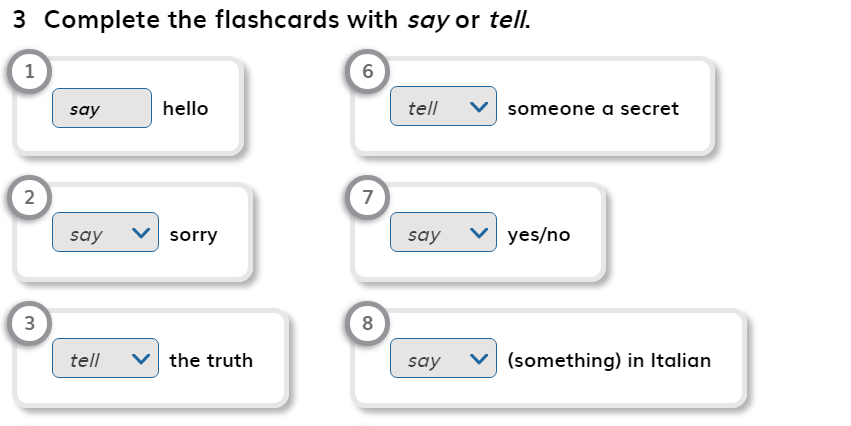 3 Complete the flashcards with say or tell.
1
say hello
2
say sorry
3
tell the truth
6
tell someone a secret
7
say yes/no
8
say (something) in Italian